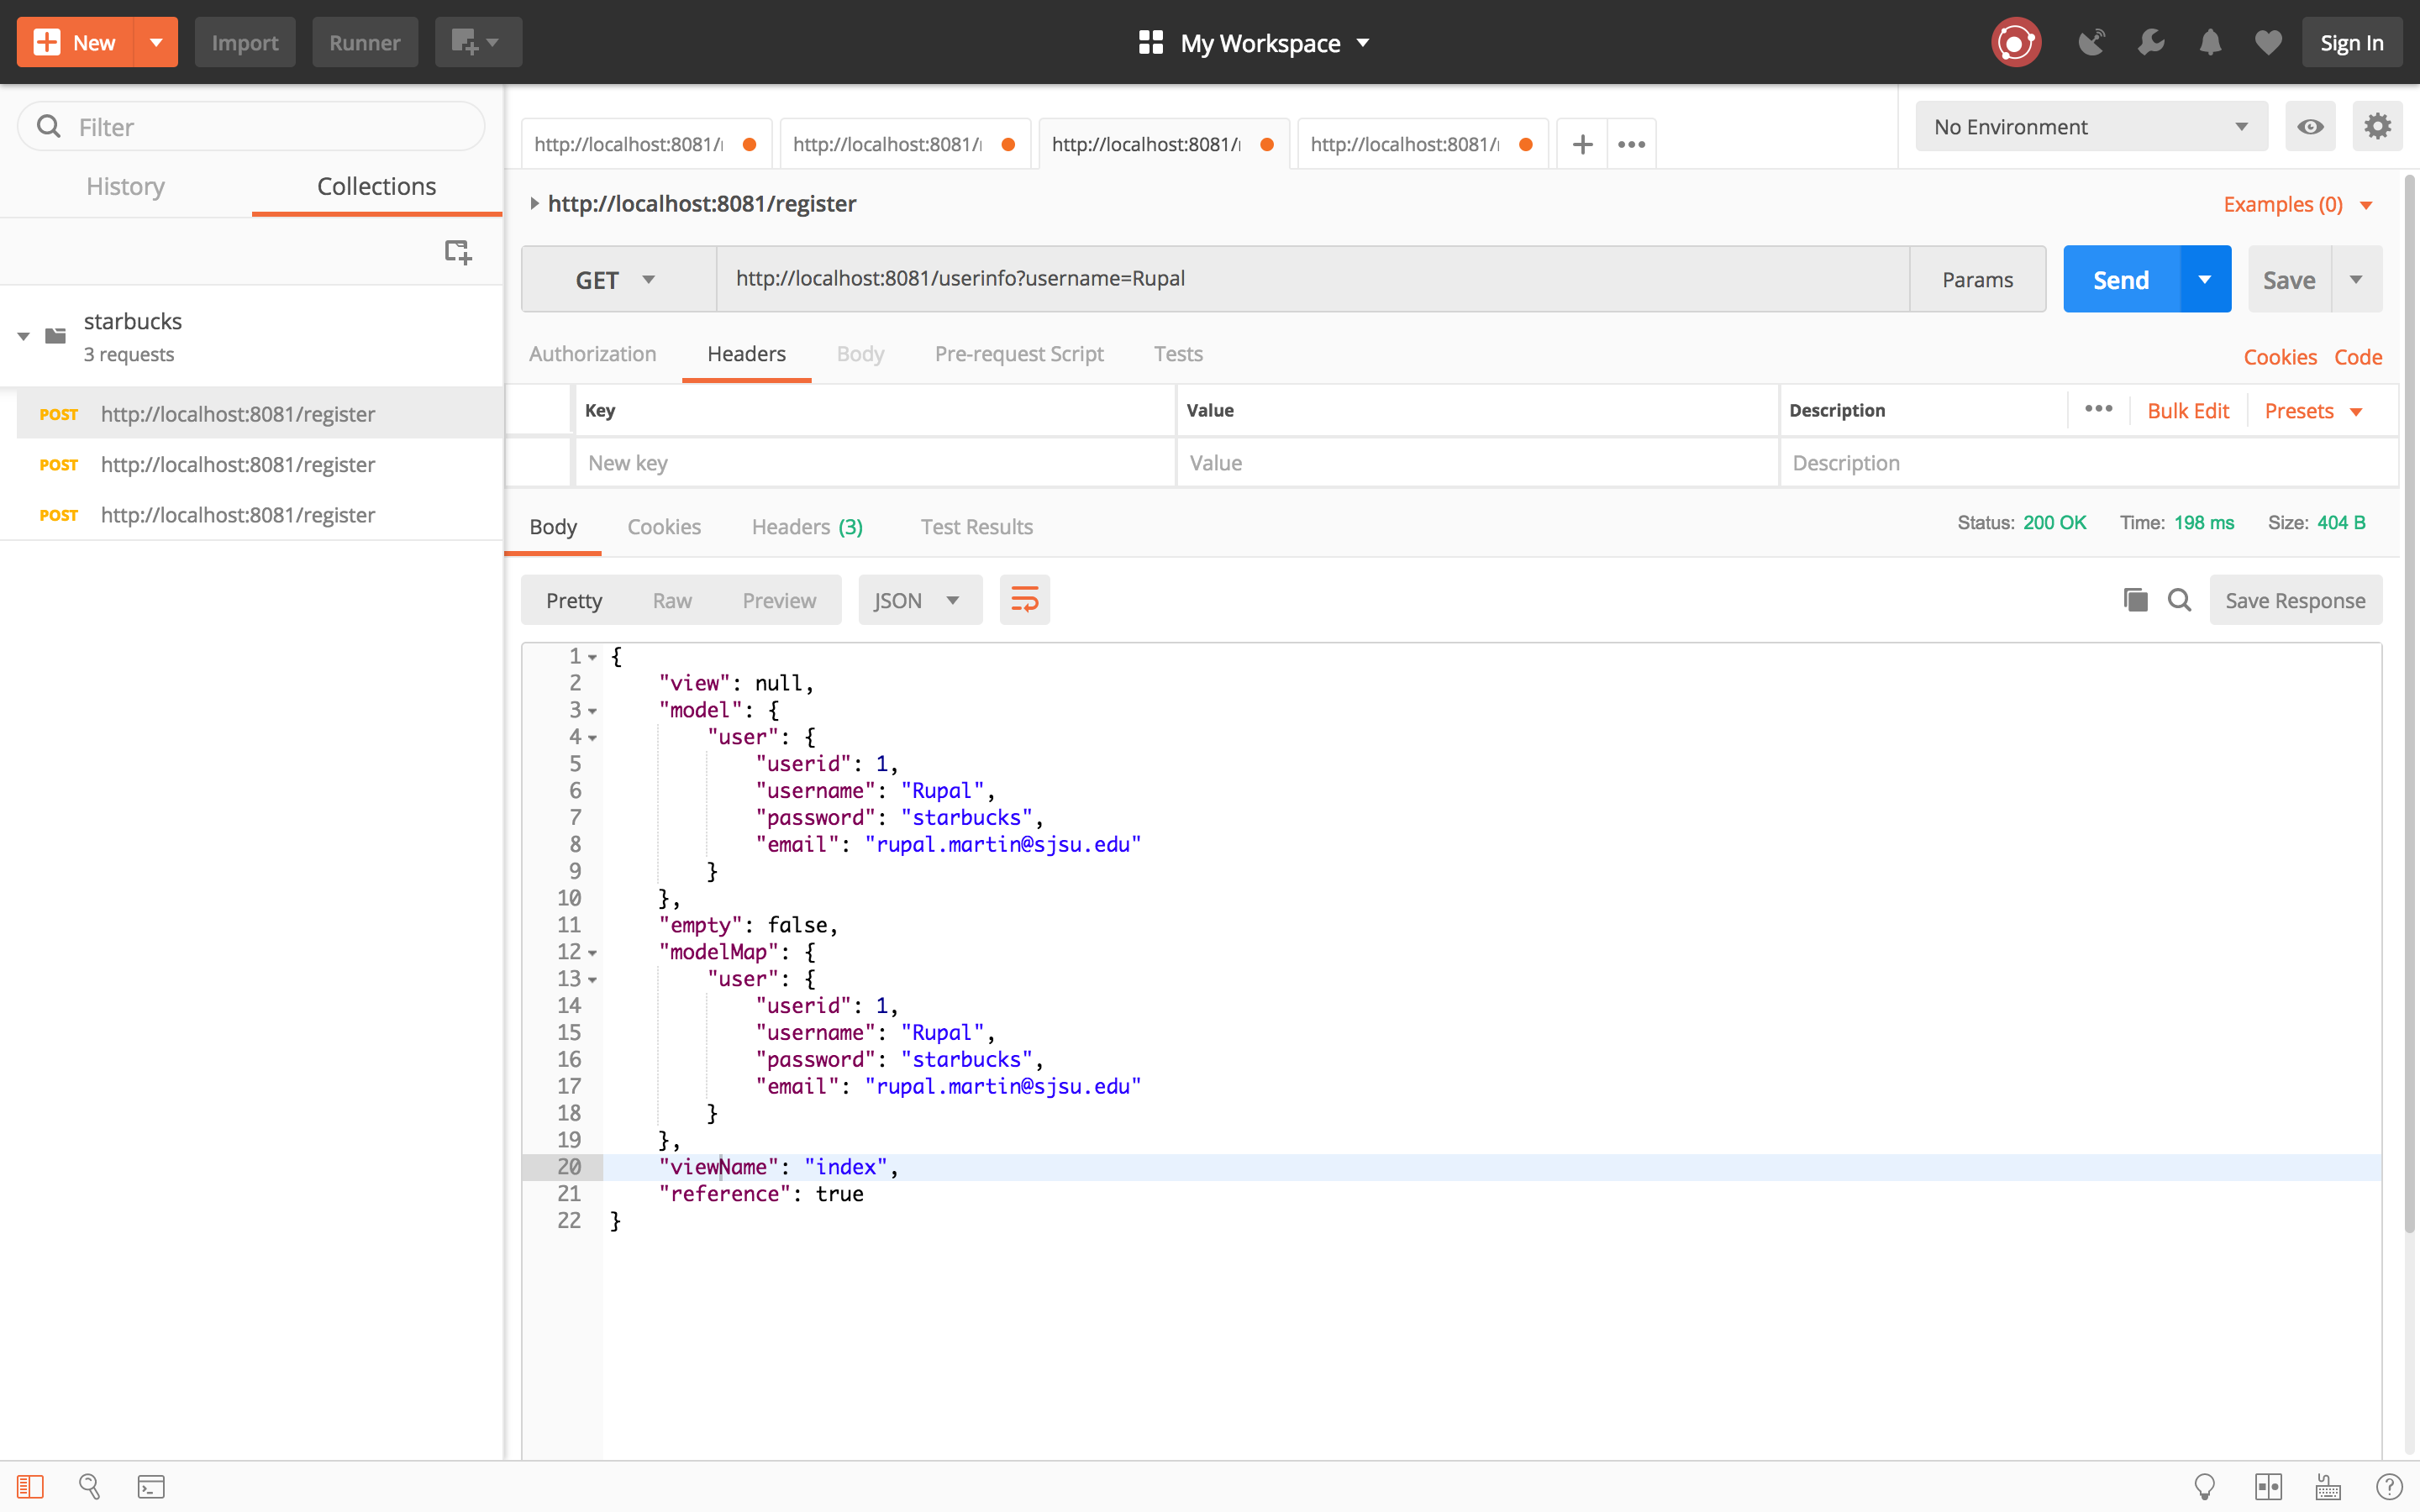 New
Import
Runner
My Workspace
Sign In
Filter
History
Collections
starbucks
3 requests
POST http://localhost:8081/register
POST http://localhost:8081/register
POST http://localhost:8081/register
http://localhost:8081/
http://localhost:8081/
http://localhost:8081/
http://localhost:8081/
No Environment
http://localhost:8081/register
Examples (0)
GET
http://localhost:8081/userinfo?username=Rupal
Params
Send
Save
Authorization
Headers
Body
Pre-request Script
Tests
Cookies
Code
Key
Value
Description
Bulk Edit
Presets
New key
Value
Description
Body
Cookies
Headers (3)
Test Results
Status: 200 OK
Time: 198 ms
Size: 404 B
Pretty
Raw
Preview
JSON
Save Response
1 {
2 "view": null,
3 "model": {
4 "user": {
5 "userid": 1,
6 "username": "Rupal",
7 "password": "starbucks",
8 "email": "rupal.martin@sjsu.edu"
9 }
10 },
11 "empty": false,
12 "modelMap": {
13 "user": {
14 "userid": 1,
15 "username": "Rupal",
16 "password": "starbucks",
17 "email": "rupal.martin@sjsu.edu"
18 }
19 },
20 "viewName": "index",
21 "reference": true
22 }